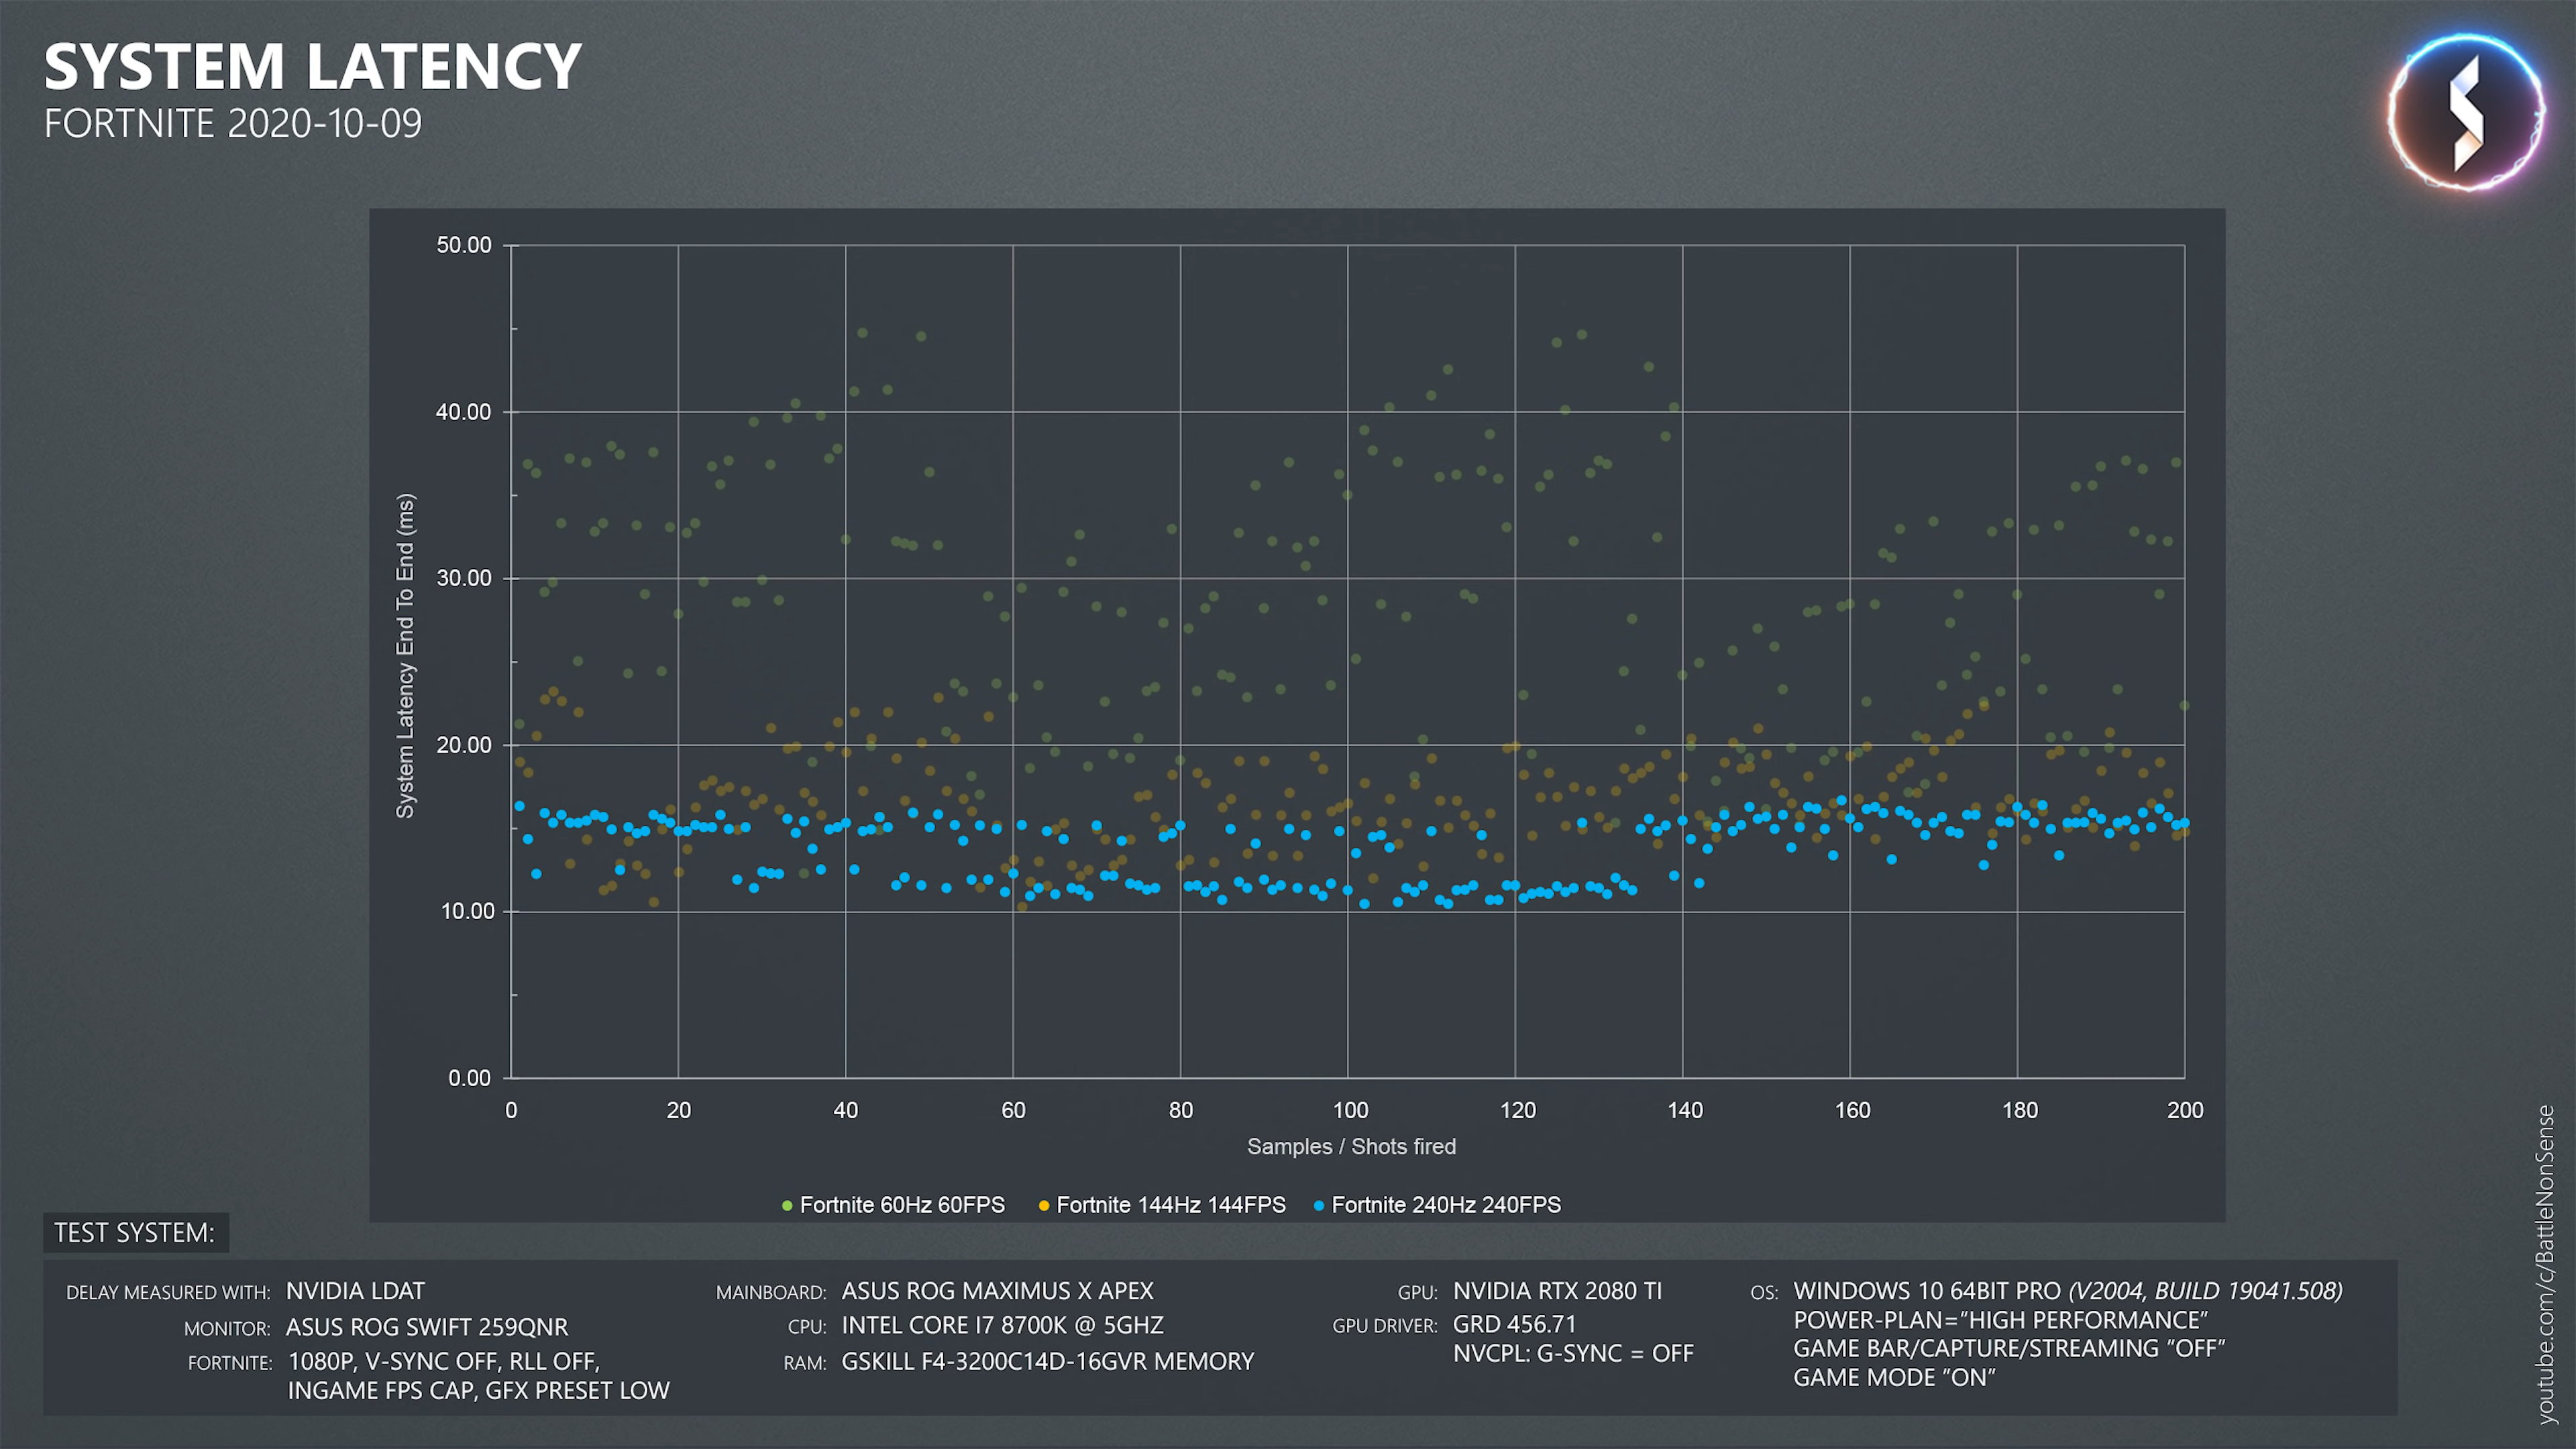 SYSTEM LATENCY
FORTNITE 2020-10-09
50.00
40.00
30.00
20.00
10.00
0.00
System Latency End To End (ms)
0 20 40 60 80 100 120 140 160 180 200
Samples / Shots fired
Fortnite 60Hz 60FPS Fortnite 144Hz 144FPS Fortnite 240Hz 240FPS
TEST SYSTEM:
DELAY MEASURED WITH: NVIDIA LDAT
MONITOR: ASUS ROG SWIFT 259QNR
FORTNITE: 1080P, V-SYNC OFF, RLL OFF,
INGAME FPS CAP, GFX PRESET LOW
MAINBOARD: ASUS ROG MAXIMUS X APEX
CPU: INTEL CORE I7 8700K @ 5GHZ
RAM: GSKILL F4-3200C14D-16GVR MEMORY
GPU: NVIDIA RTX 2080 TI
GPU DRIVER: GRD 456.71
NVCPL: G-SYNC = OFF
OS: WINDOWS 10 64BIT PRO (V2004, BUILD 19041.508)
POWER-PLAN=“HIGH PERFORMANCE”
GAME BAR/CAPTURE/STREAMING “OFF”
GAME MODE “ON”
youtube.com/c/BattleNonSense